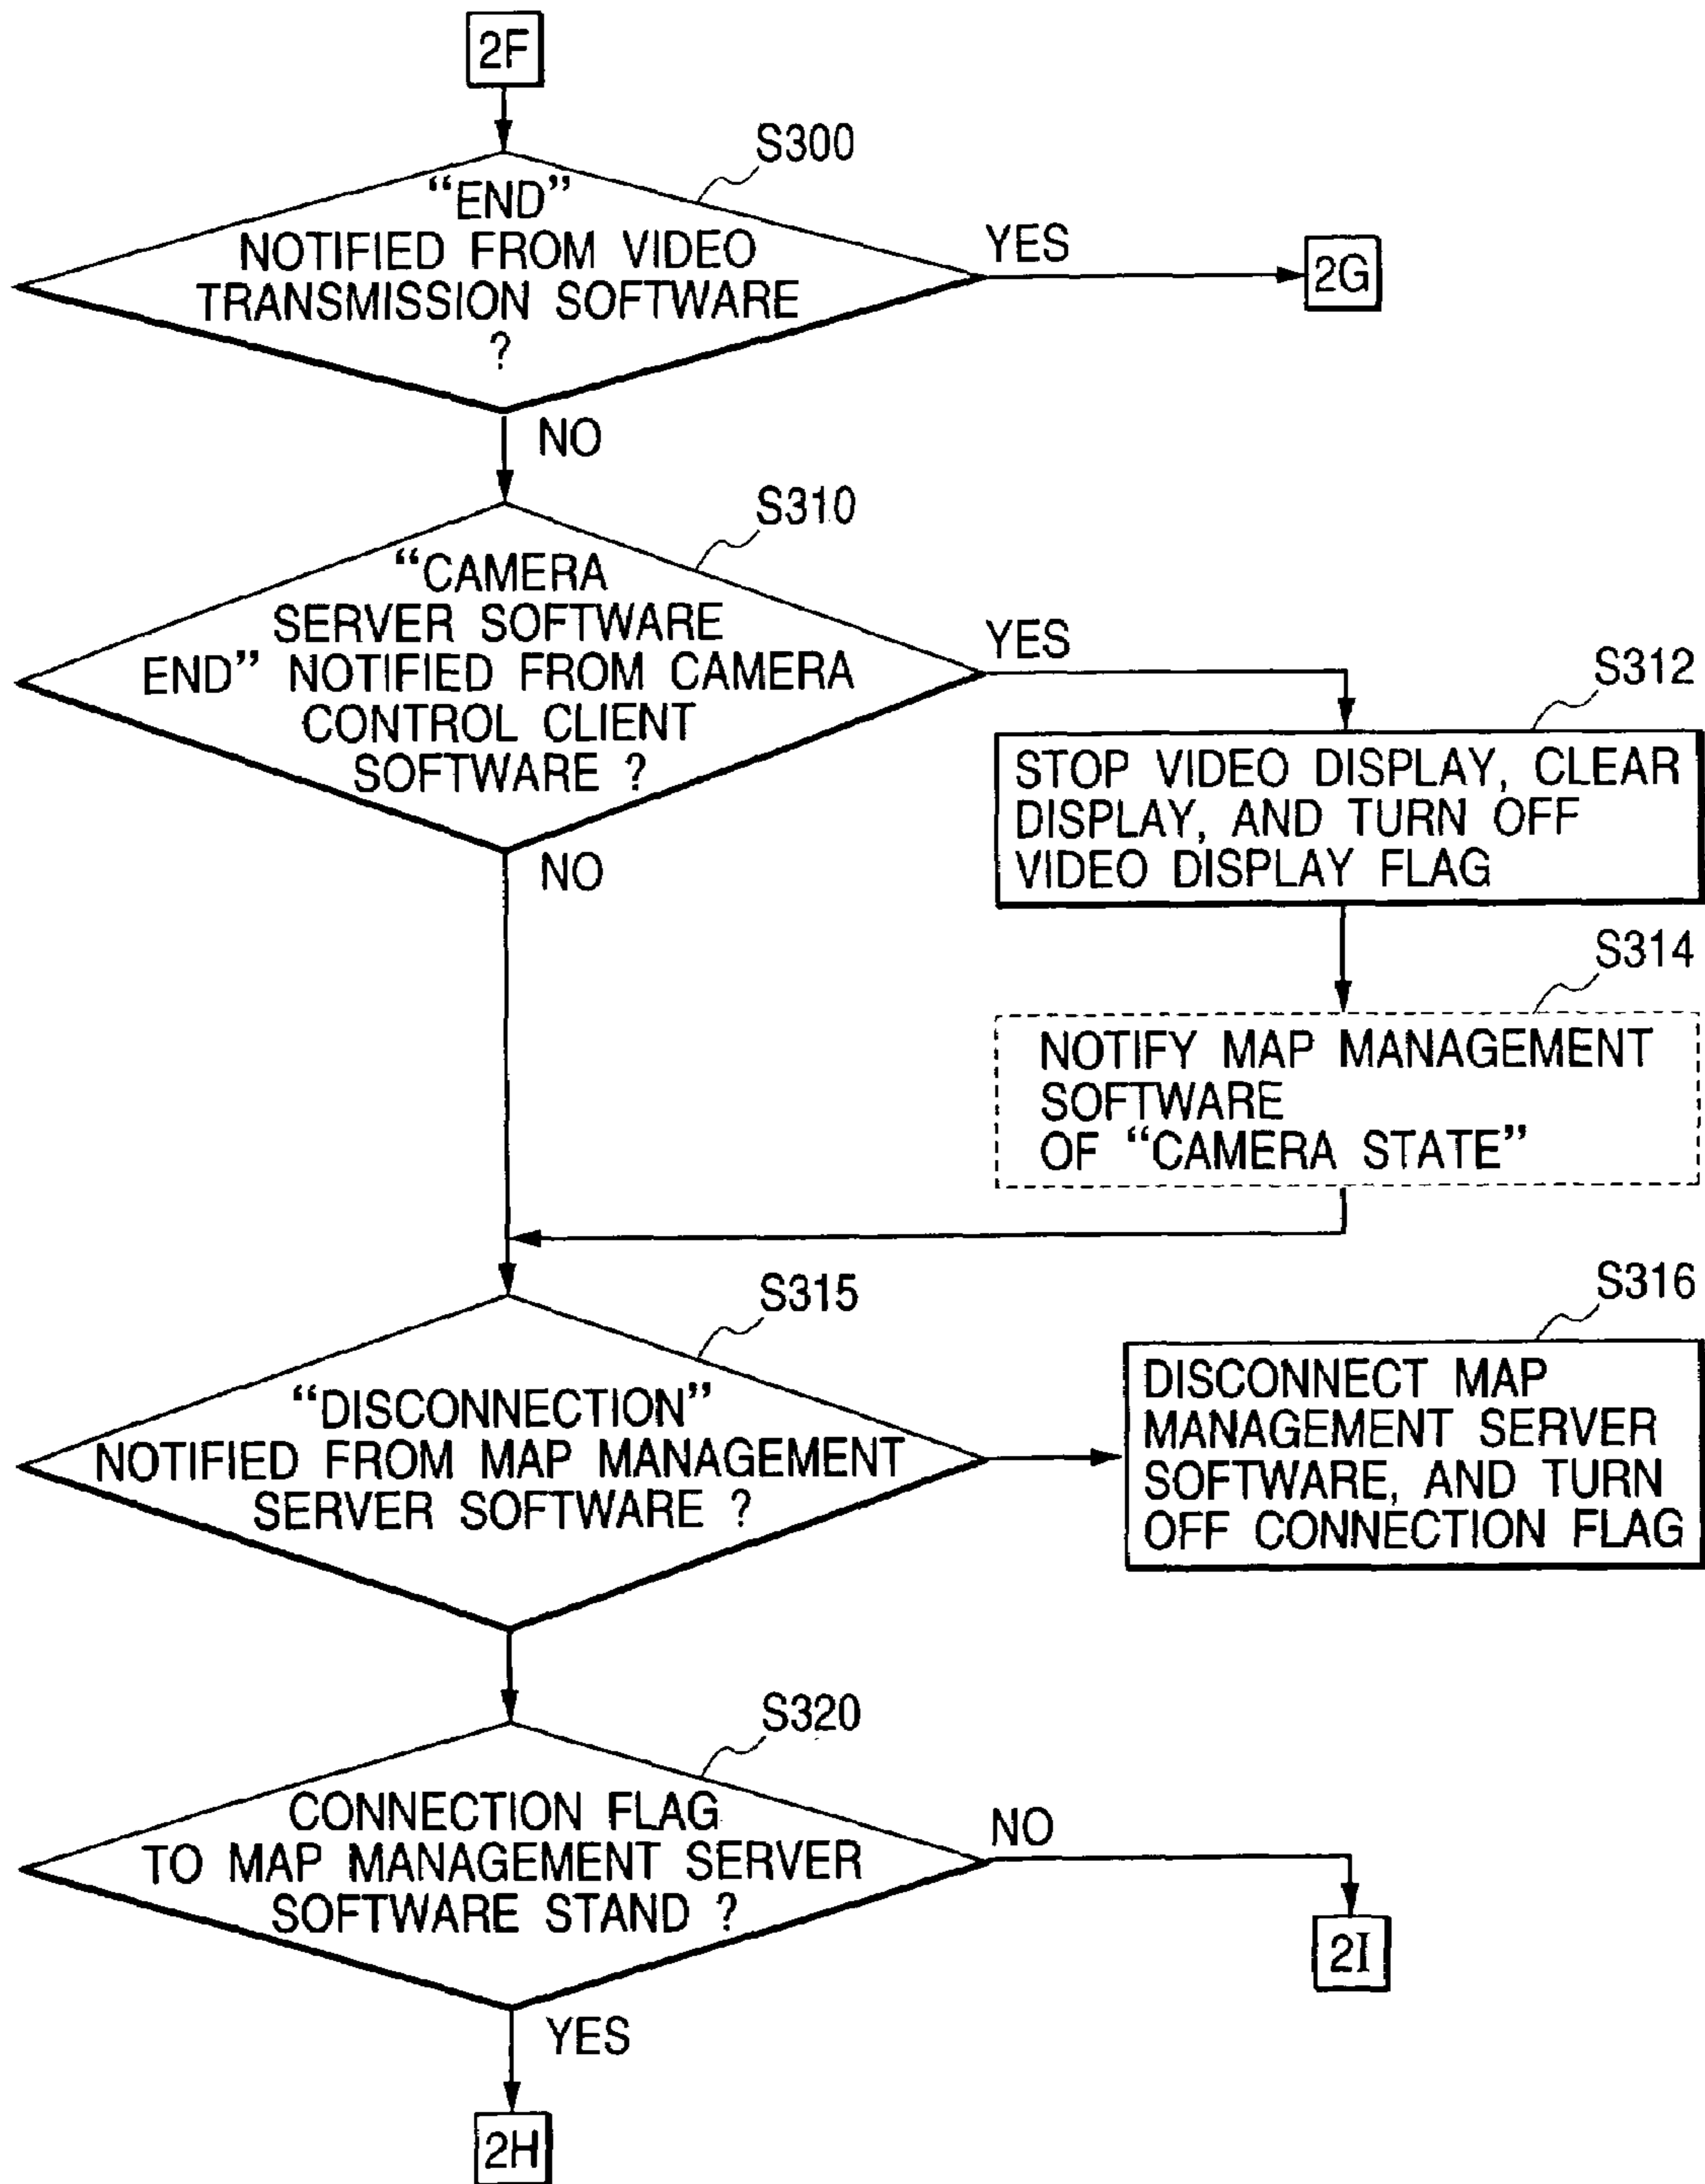 2F
S300
“END”
NOTIFIED FROM VIDEO
TRANSMISSION SOFTWARE
?
YES
2G
NO
S310
“CAMERA
SERVER SOFTWARE
END” NOTIFIED FROM CAMERA
CONTROL CLIENT
SOFTWARE ?
YES
NO
S312
STOP VIDEO DISPLAY, CLEAR
DISPLAY, AND TURN OFF
VIDEO DISPLAY FLAG
S314
NOTIFY MAP MANAGEMENT
SOFTWARE
OF “CAMERA STATE”
S315
“DISCONNECTION”
NOTIFIED FROM MAP MANAGEMENT
SERVER SOFTWARE ?
S316
DISCONNECT MAP
MANAGEMENT SERVER
SOFTWARE, AND TURN
OFF CONNECTION FLAG
S320
CONNECTION FLAG
TO MAP MANAGEMENT SERVER
SOFTWARE STAND ?
NO
2I
YES
2H